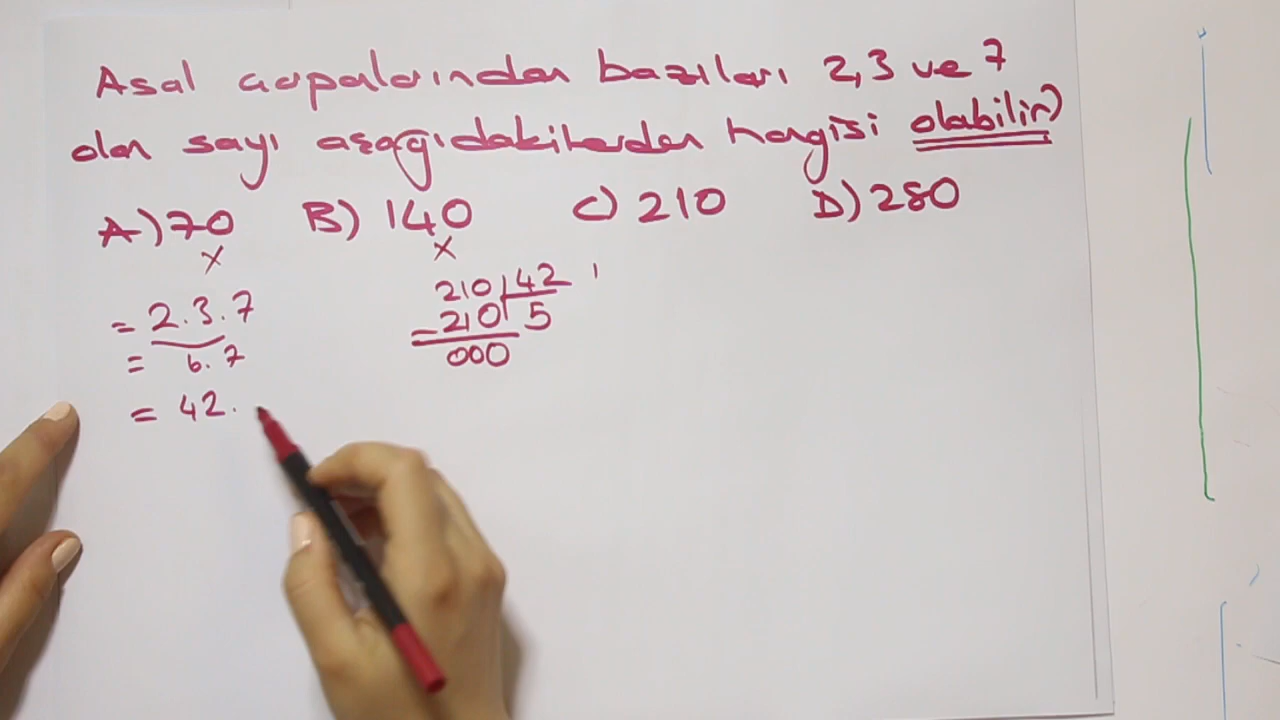 Asal çarpanlarından bazıları 2,3 ve 7
olan sayı aşağıdakilerden hangisi olabilir?
A) 70 B) 140 C) 210 D) 280
x x
= 2.3.7
= 6.7
= 42.
210 42
- 210 5
000